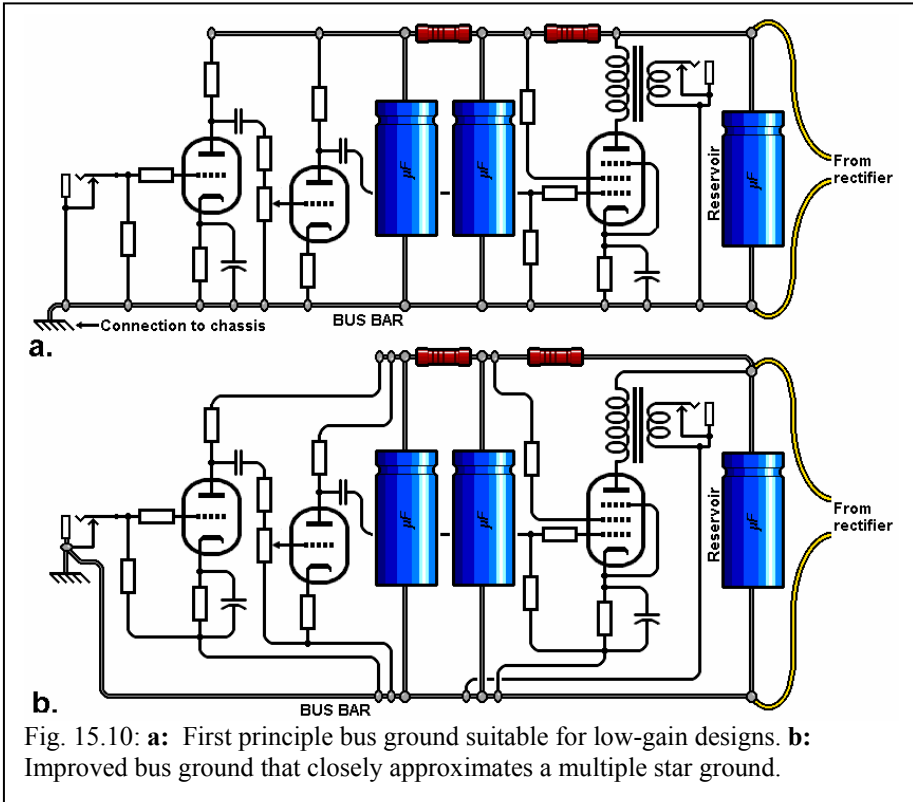 µF
µF
Reservoir
From
rectifier
BUS BAR
Connection to chassis
a.
µF
µF
Reservoir
From
rectifier
b.
BUS BAR
Fig. 15.10: a: First principle bus ground suitable for low-gain designs. b:
Improved bus ground that closely approximates a multiple star ground.